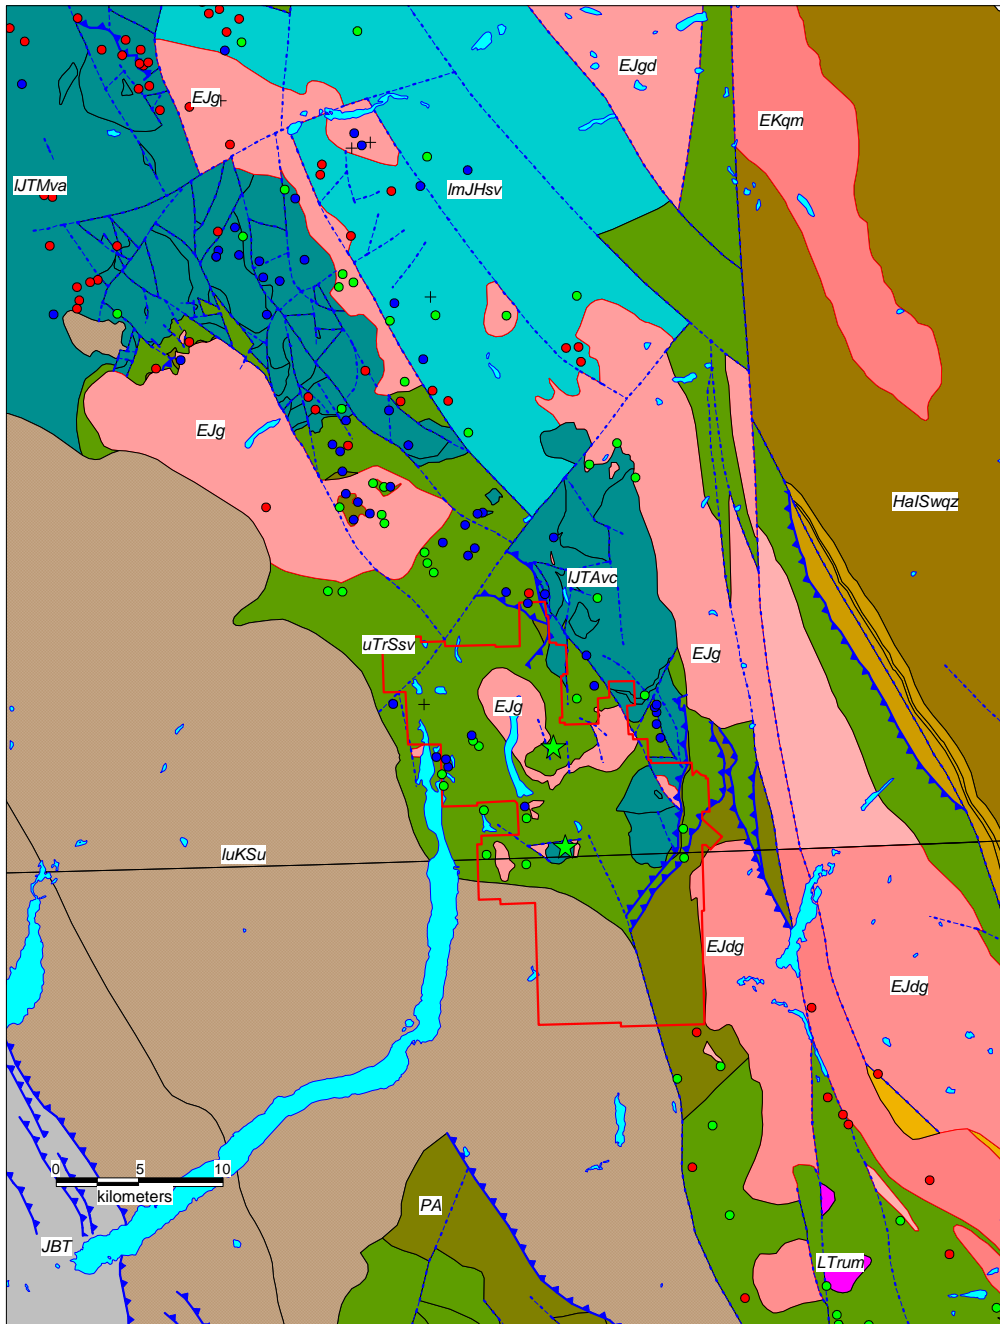 EJgd
EJg
EKqm
lJTMva
lmJHsv
EJg
HalSwqz
lJTAvc
uTrSsv
EJg
EJg
luKSu
EJdg
EJdg
0 5 10
kilometers
PA
JBT
LTrum